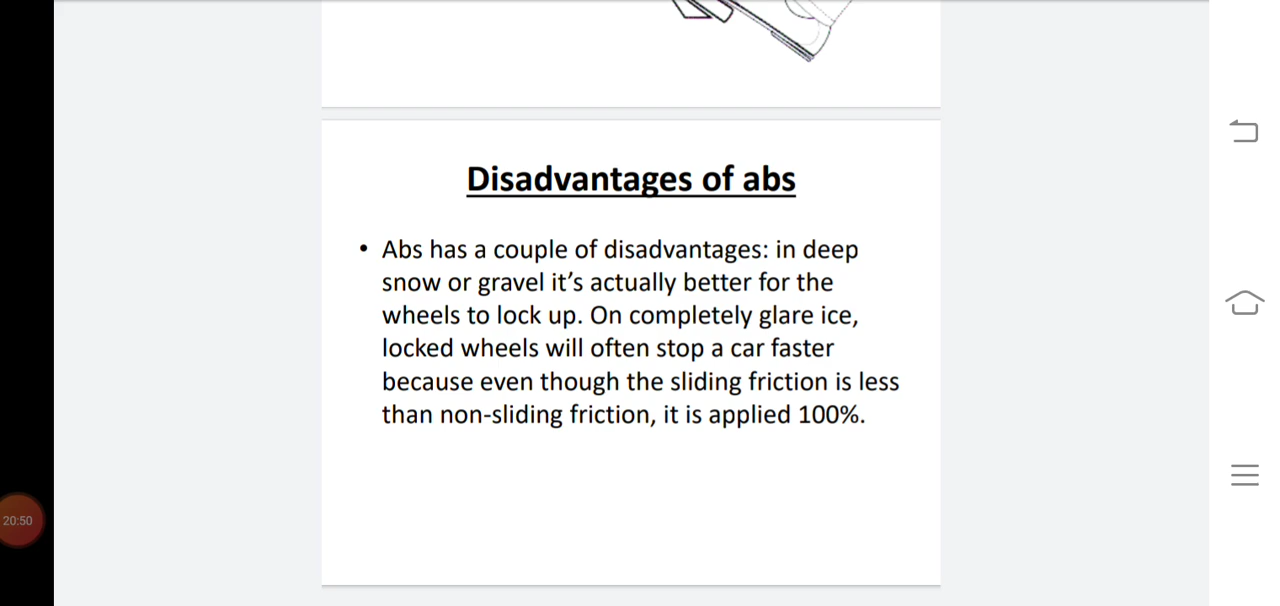 Disadvantages of abs
• Abs has a couple of disadvantages: in deep
snow or gravel it's actually better for the
wheels to lock up. On completely glare ice,
locked wheels will often stop a car faster
because even though the sliding friction is less
than non-sliding friction, it is applied 100%.
20:50